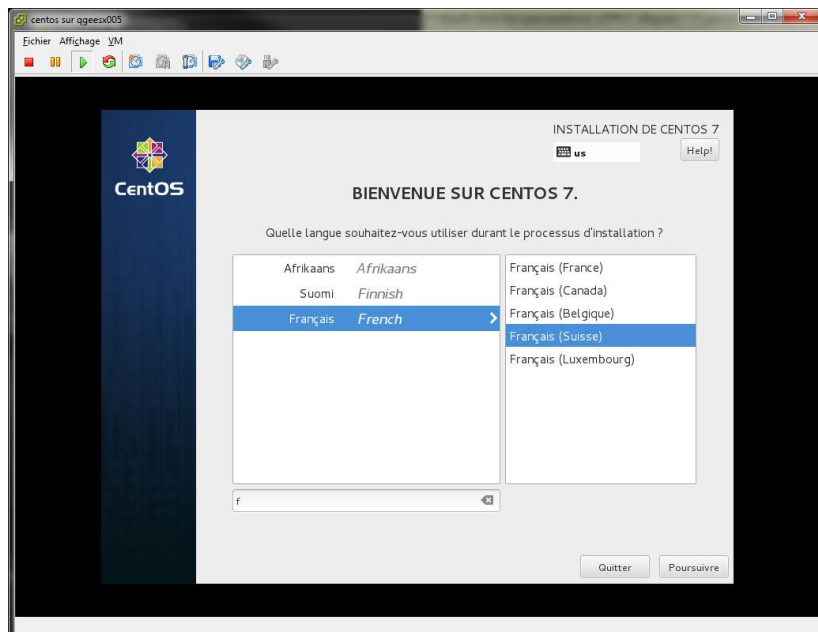 centos sur qgeesx005
Fichier Affichage VM
INSTALLATION DE CENTOS 7
us
Help!
CentOS
BIENVENUE SUR CENTOS 7.
Quelle langue souhaitez-vous utiliser durant le processus d'installation ?
Afrikaans Afrikaans
Suomi Finnish
Français French
Français (France)
Français (Canada)
Français (Belgique)
Français (Suisse)
Français (Luxembourg)
f
Quitter Poursuivre